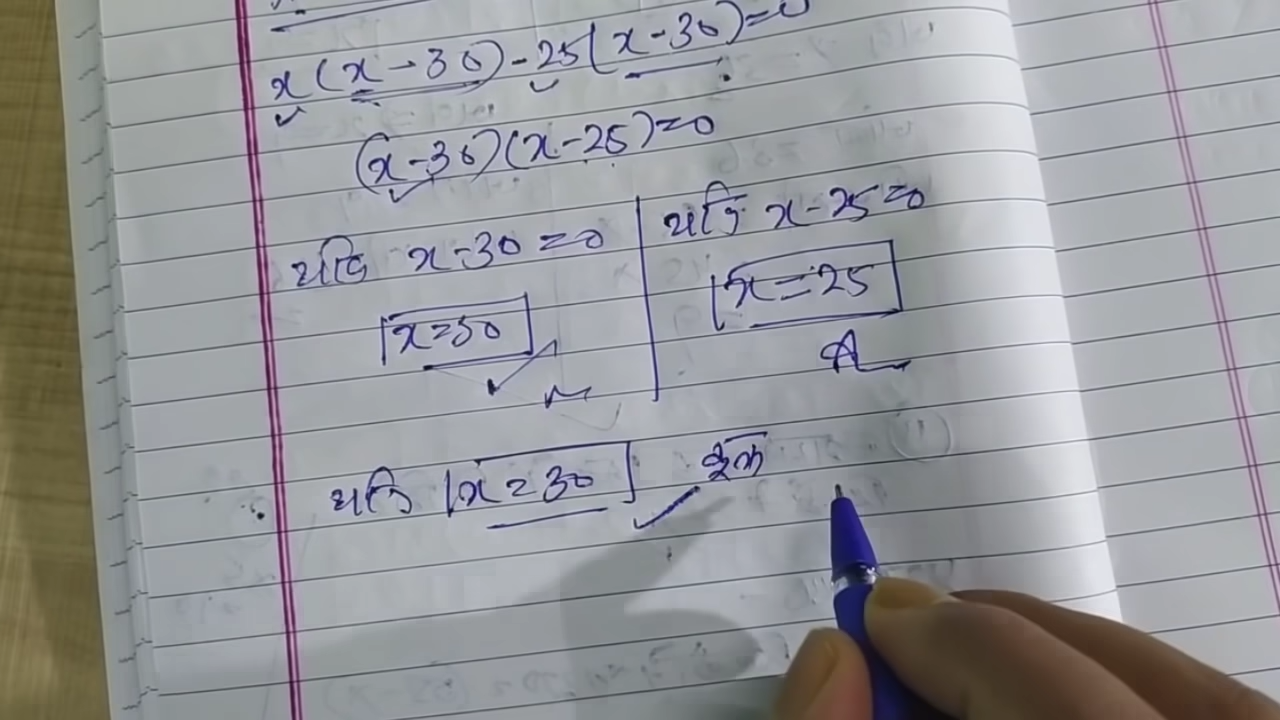 x(x-30)-25(x-30)=0
(x-30)(x-25)=0
यदि x-30=0
x=30
यदि x-25=0
x=25
यदि x=30